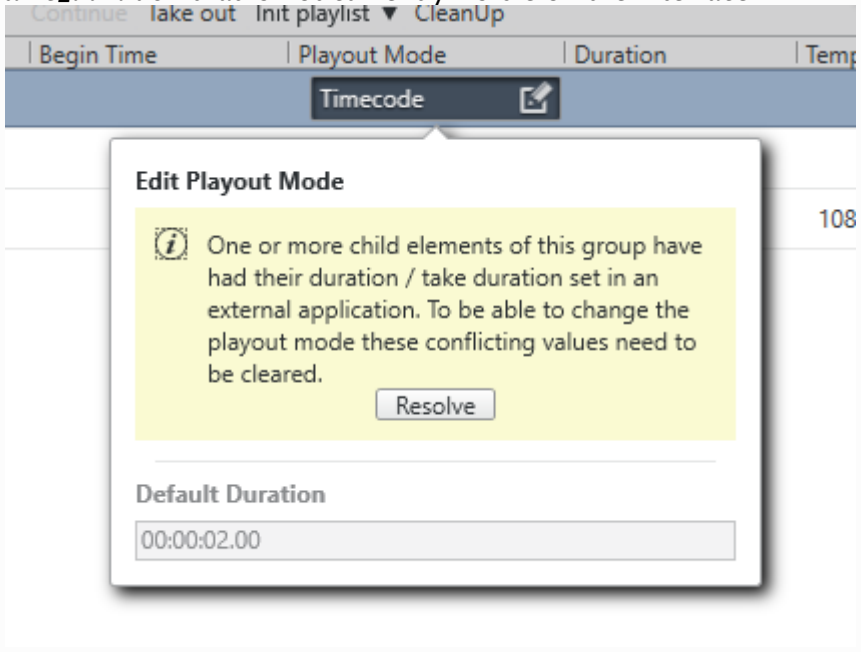 Continue Take out Init playlist ▼ CleanUp
Begin Time Playout Mode Duration Temp
Timecode
Edit Playout Mode
One or more child elements of this group have
had their duration / take duration set in an
external application. To be able to change the
playout mode these conflicting values need to
be cleared.
Resolve
108
Default Duration
00:00:02.00